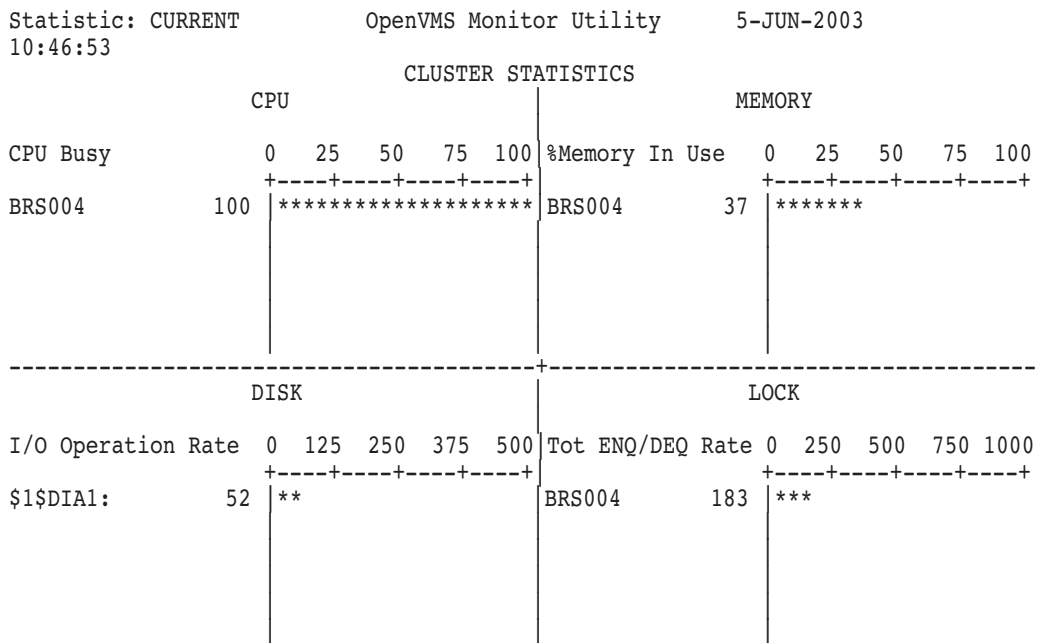 Statistic: CURRENT          OpenVMS Monitor Utility      5-JUN-2003
10:46:53
                               CLUSTER STATISTICS
                   CPU                   |               MEMORY
                                         |
CPU Busy            0   25   50   75  100|%Memory In Use   0   25   50   75  100
                    +----+----+----+----+|                 +----+----+----+----+
BRS004          100 |********************|BRS004        37 |*******
                    |                    |                 |
                    |                    |                 |
                    |                    |                 |
                    |                    |                 |
                    |                    |                 |
-----------------------------------------+--------------------------------------
                   DISK                  |                LOCK
                                         |
I/O Operation Rate  0  125  250  375  500|Tot ENQ/DEQ Rate 0  250  500  750 1000
                    +----+----+----+----+|                 +----+----+----+----+
$1$DIA1:         52 |**                  |BRS004       183 |***
                    |                    |                 |
                    |                    |                 |
                    |                    |                 |
                    |                    |                 |
                    |                    |                 |